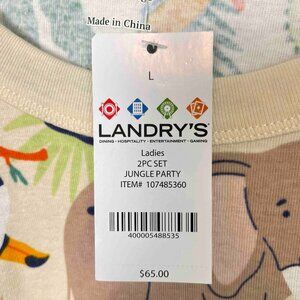 Made in China
L
LANDRY'S
DINING • HOSPITALITY • ENTERTAINMENT • GAMING
Ladies
2PC SET
JUNGLE PARTY
ITEM# 107485360
400005488535
$65.00